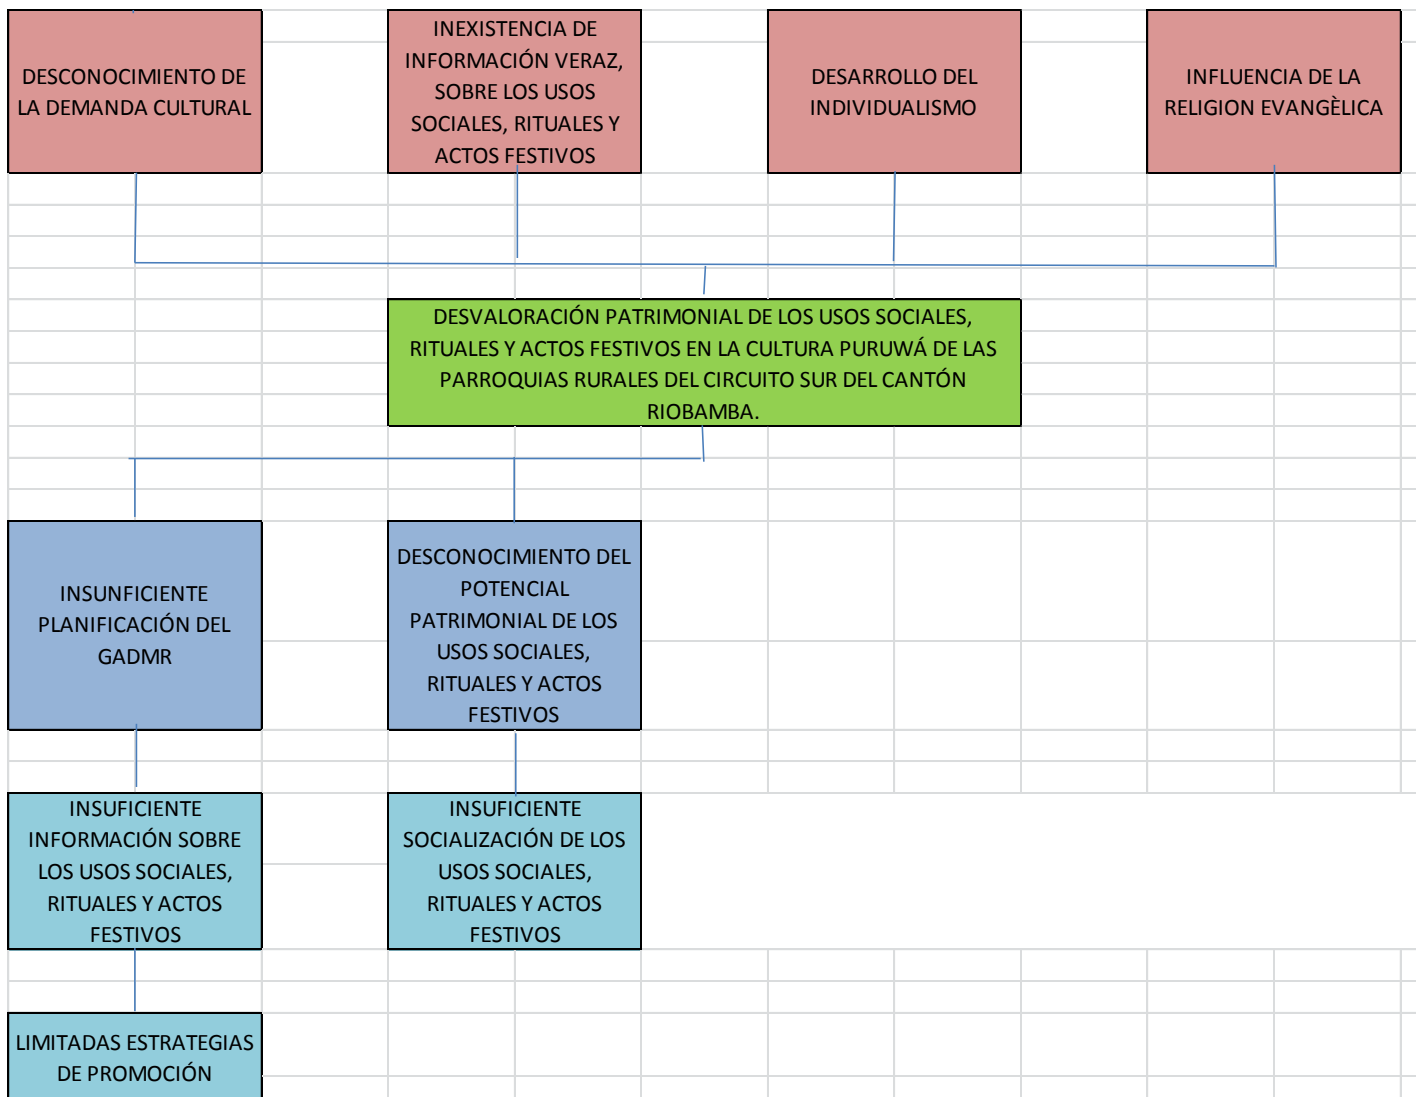 DESCONOCIMIENTO DE
LA DEMANDA CULTURAL
INEXISTENCIA DE
INFORMACIÓN VERAZ,
SOBRE LOS USOS
SOCIALES, RITUALES Y
ACTOS FESTIVOS
DESARROLLO DEL
INDIVIDUALISMO
INFLUENCIA DE LA
RELIGION EVANGÈLICA
DESVALORACIÓN PATRIMONIAL DE LOS USOS SOCIALES,
RITUALES Y ACTOS FESTIVOS EN LA CULTURA PURUWÁ DE LAS
PARROQUIAS RURALES DEL CIRCUITO SUR DEL CANTÓN
RIOBAMBA.
INSUNFICIENTE
PLANIFICACIÓN DEL
GADMR
DESCONOCIMIENTO DEL
POTENCIAL
PATRIMONIAL DE LOS
USOS SOCIALES,
RITUALES Y ACTOS
FESTIVOS
INSUFICIENTE
INFORMACIÓN SOBRE
LOS USOS SOCIALES,
RITUALES Y ACTOS
FESTIVOS
INSUFICIENTE
SOCIALIZACIÓN DE LOS
USOS SOCIALES,
RITUALES Y ACTOS
FESTIVOS
LIMITADAS ESTRATEGIAS
DE PROMOCIÓN